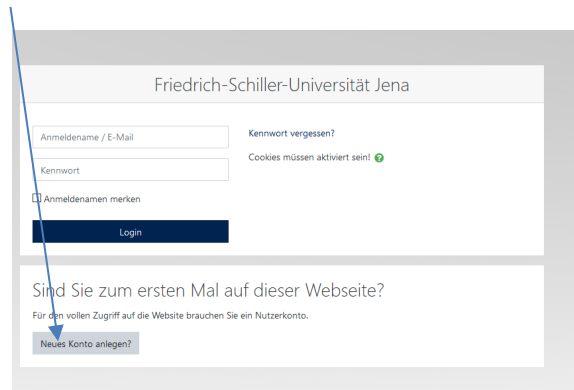 Friedrich-Schiller-Universität Jena
Anmeldename / E-Mail
Kennwort
Anmeldenamen merken
Login
Kennwort vergessen?
Cookies müssen aktiviert sein!
Sind Sie zum ersten Mal auf dieser Webseite?
Für den vollen Zugriff auf die Website brauchen Sie ein Nutzerkonto.
Neues Konto anlegen?